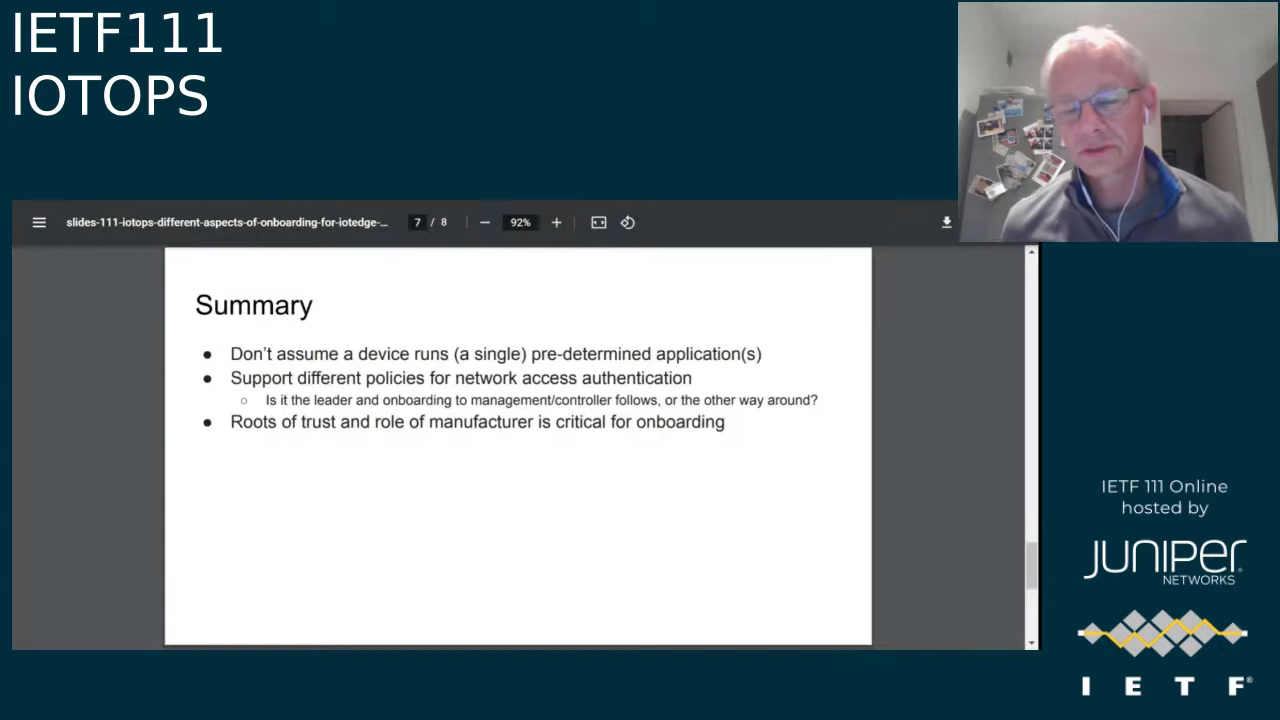 IETF111
IOTOPS
slides-111-iotops-different-aspects-of-onboarding-for-iotedge-...
7 / 8
92%
Summary
● Don't assume a device runs (a single) pre-determined application(s)
● Support different policies for network access authentication
○ Is it the leader and onboarding to management/controller follows, or the other way around?
● Roots of trust and role of manufacturer is critical for onboarding
IETF 111 Online
hosted by
JUNIPEr
NETWORKS
I E T F®